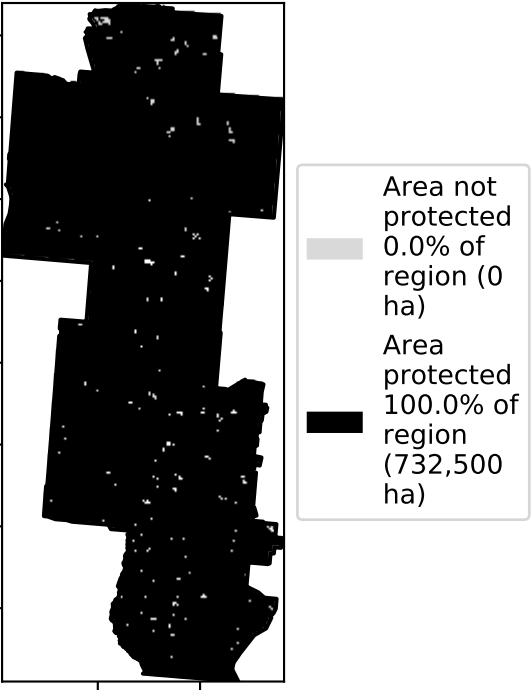 Area not
protected
0.0% of
region (0
ha)
Area
protected
100.0% of
region
(732,500
ha)